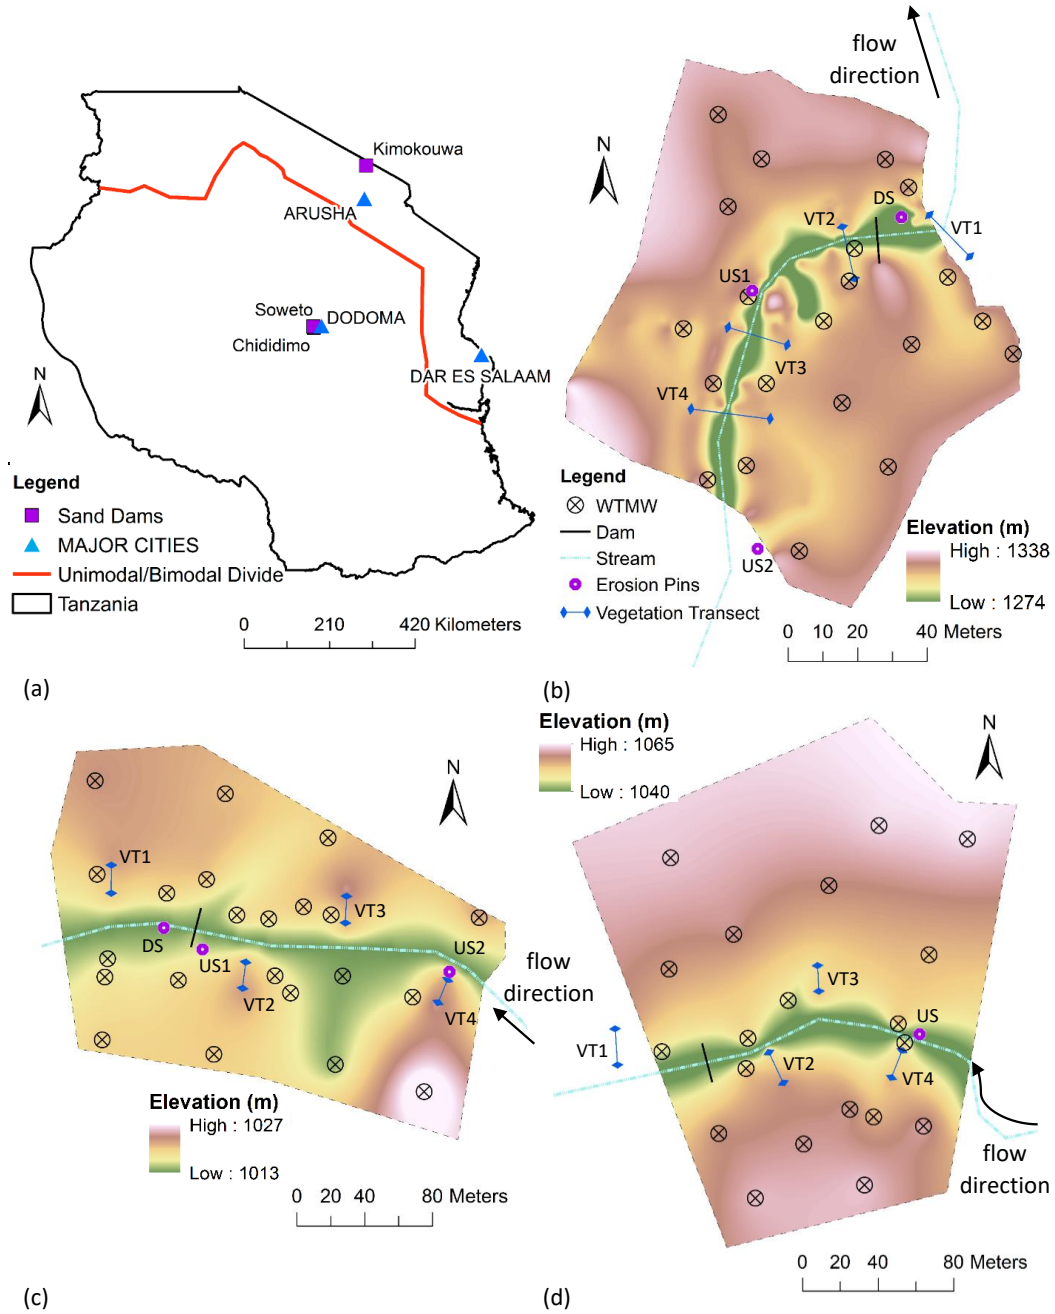 Kimokouwa
ARUSHA
Soweto
DODOMA
Chididimo
DAR ES SALAAM
N
Legend
Sand Dams
MAJOR CITIES
Unimodal/Bimodal Divide
Tanzania
0 210 420 Kilometers
(a)
flow
direction
N
DS
VT2
VT1
US1
VT3
VT4
US2
Legend
WTMW
Dam
Stream
Erosion Pins
Vegetation Transect
Elevation (m)
High : 1338
Low : 1274
0 10 20 40 Meters
(b)
N
VT1
VT3
DS
US1
US2
VT2
VT4
flow
direction
Elevation (m)
High : 1027
Low : 1013
0 20 40 80 Meters
(c)
Elevation (m)
High : 1065
Low : 1040
N
VT3
US
VT1
VT2
VT4
flow
direction
0 20 40 80 Meters
(d)